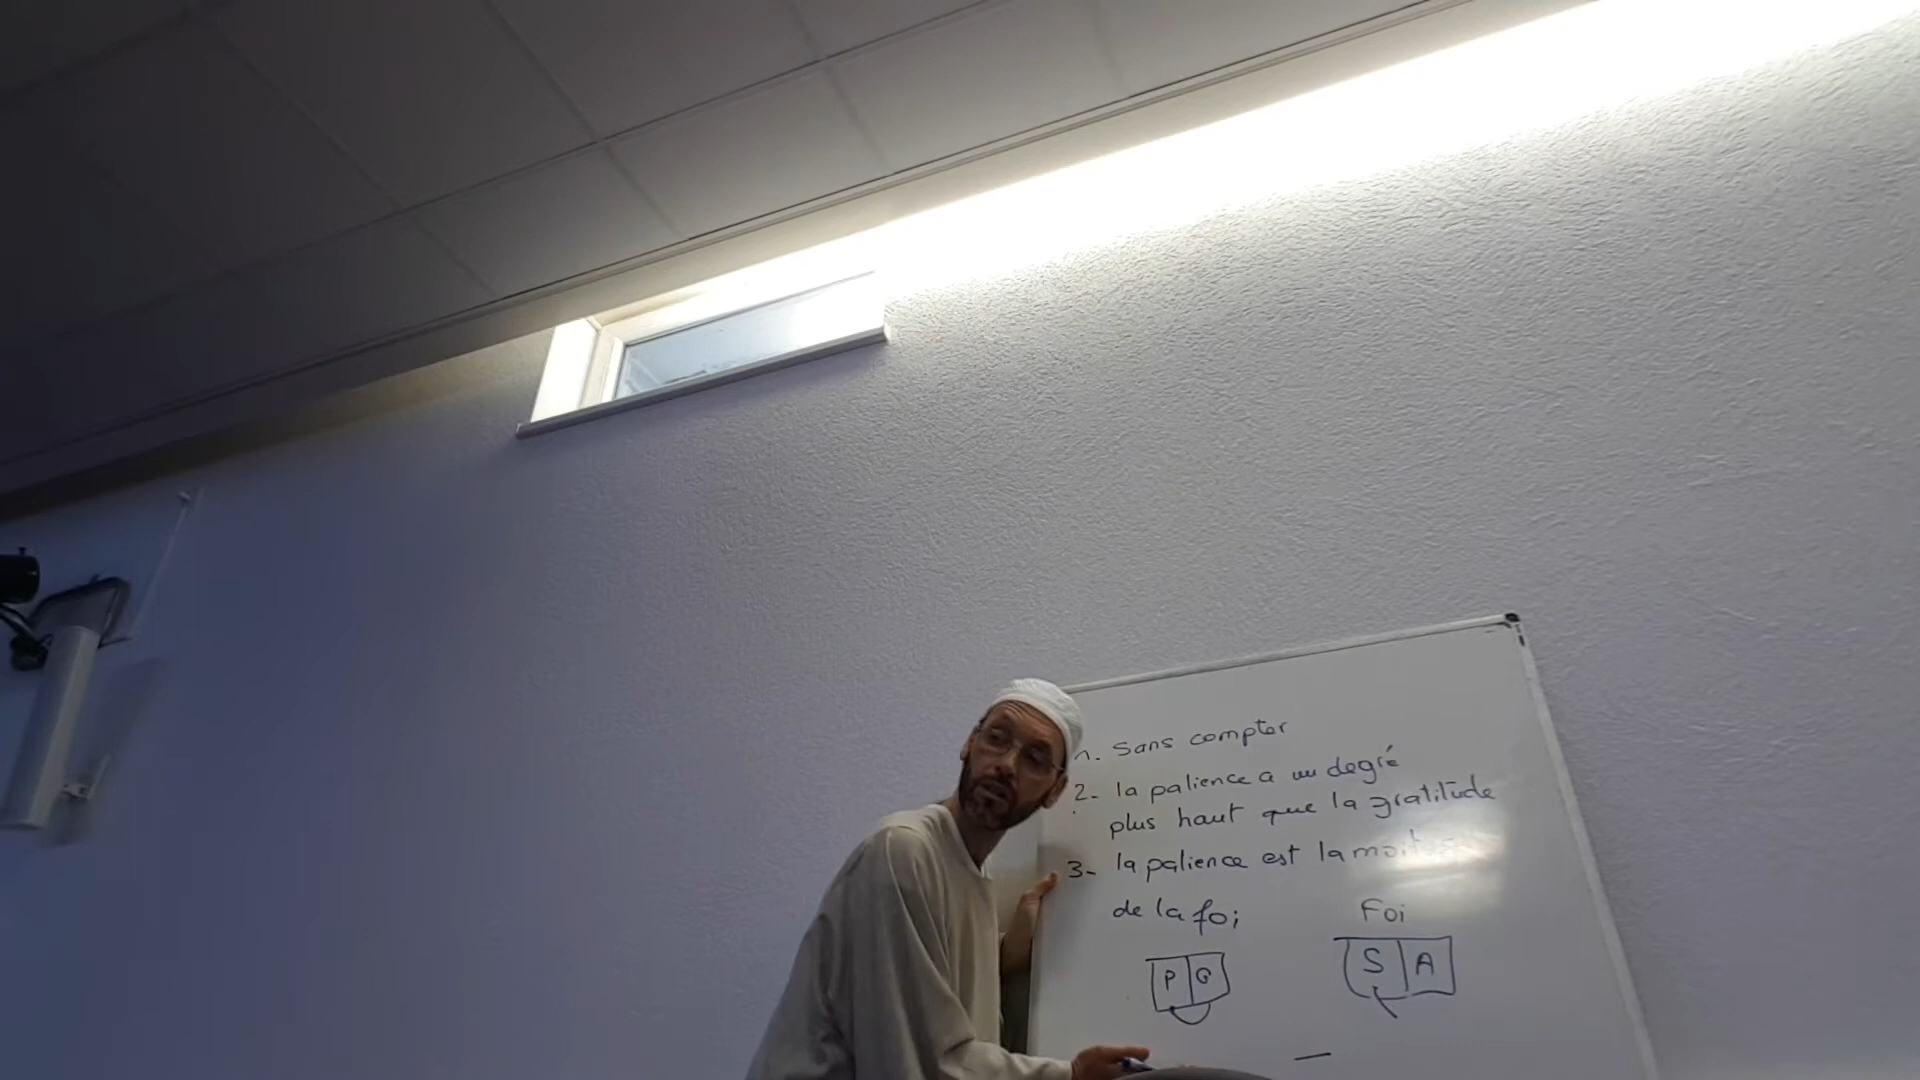 1. Sans compter
2- la patience a un degré
plus haut que la gratitude
3- la patience est la moitié
de la foi
Foi
P G
S A